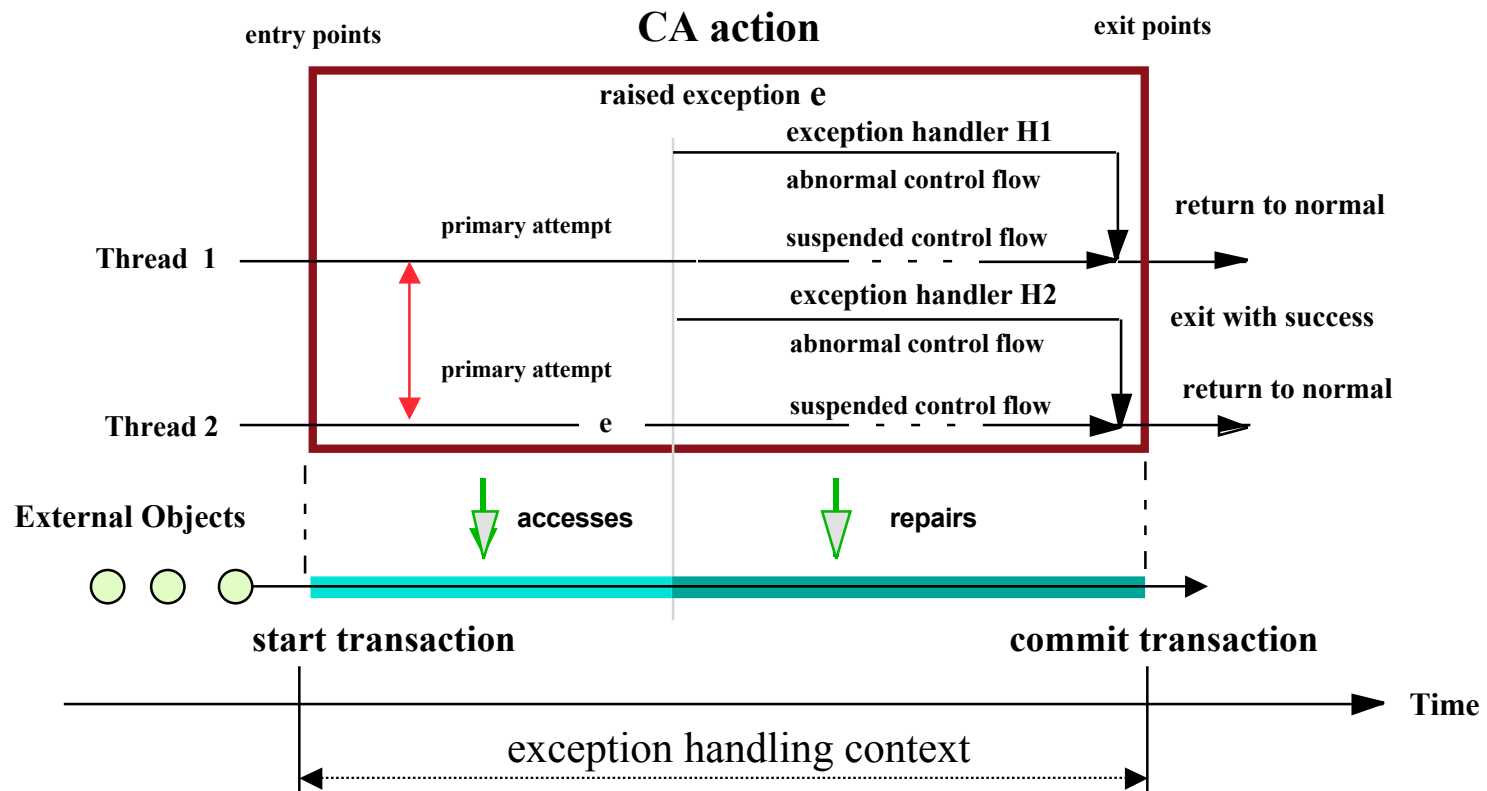 CA action
entry points
exit points
raised exception e
exception handler H1
abnormal control flow
return to normal
primary attempt
suspended control flow
Thread 1
exception handler H2
exit with success
abnormal control flow
primary attempt
return to normal
suspended control flow
Thread 2
e
External Objects
accesses
repairs
start transaction
commit transaction
Time
exception handling context